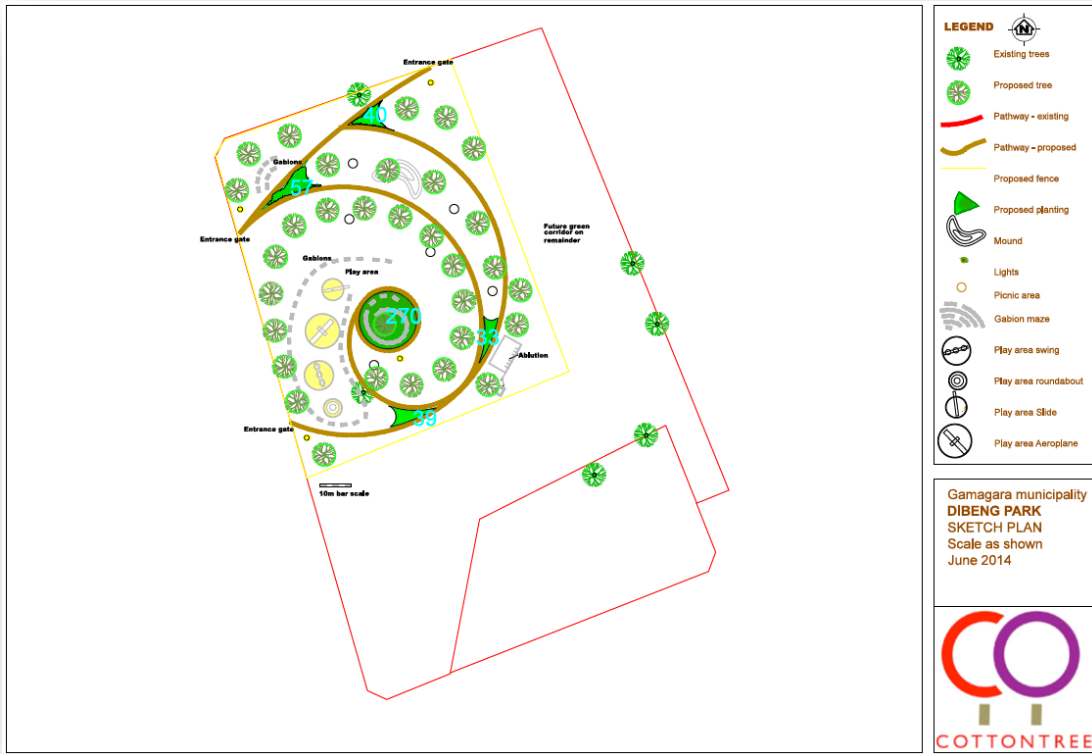 Entrance gate
40
Gabions
57
Entrance gate
Future green
corridor on
remainder
Gabions
Play area
270
33
Ablution
39
Entrance gate
10m bar scale
LEGEND
N
Existing trees
Proposed tree
Pathway - existing
Pathway - proposed
Proposed fence
Proposed planting
Mound
Lights
Picnic area
Gabion maze
Play area swing
Play area roundabout
Play area Slide
Play area Aeroplane
Gamagara municipality
DIBENG PARK
SKETCH PLAN
Scale as shown
June 2014
COTTONTREE